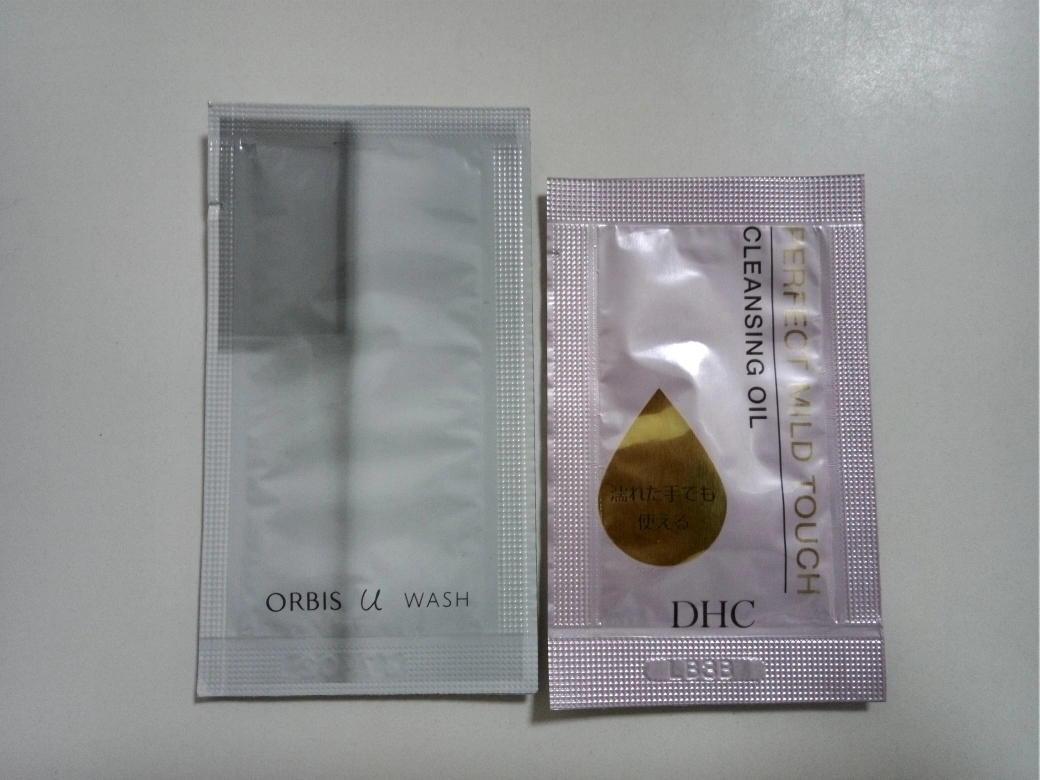 ORBIS u WASH
PERFECT MILD TOUCH
CLEANSING OIL
濡れた手でも
使える
DHC